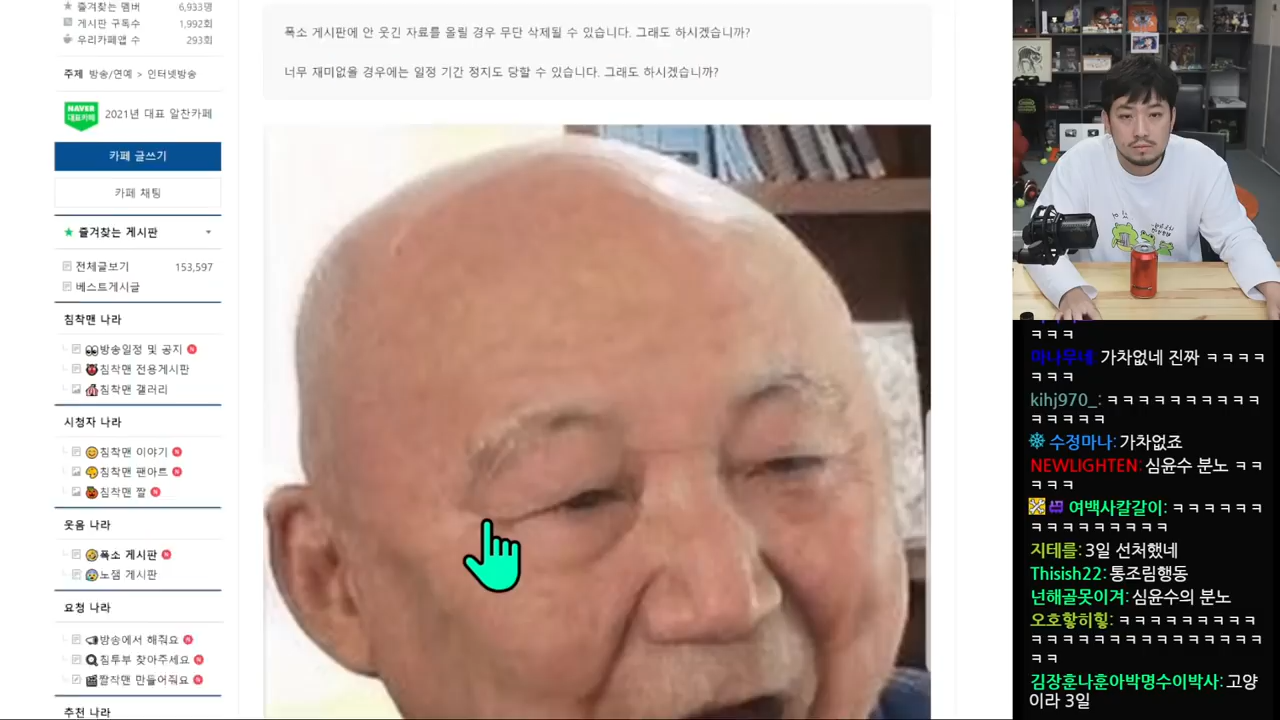 즐겨찾는 멤버 6,933명
게시판 구독수 1,992회
우리카페앱 수 293회
주제 방송/연예 > 인터넷방송
NAVER
대표카페
2021년 대표 알찬카페
카페 글쓰기
카페 채팅
즐겨찾는 게시판
전체글보기 153,597
베스트게시글
침착맨 나라
방송일정 및 공지 N
침착맨 전용게시판
침착맨 갤러리
시청자 나라
침착맨 이야기 N
침착맨 팬아트 N
침착맨 짤 N
웃음 나라
폭소 게시판 N
노잼 게시판
요청 나라
방송에서 해줘요 N
침투부 찾아주세요 N
짤작맨 만들어줘요 N
추천 나라
폭소 게시판에 안 웃긴 자료를 올릴 경우 무단 삭제될 수 있습니다. 그래도 하시겠습니까?
너무 재미없을 경우에는 일정 기간 정지도 당할 수 있습니다. 그래도 하시겠습니까?
ㅋㅋㅋ
마나무네: 가차없네 진짜 ㅋㅋㅋㅋ
ㅋㅋㅋ
kihj970_: ㅋㅋㅋㅋㅋㅋㅋㅋㅋㅋ
ㅋㅋㅋㅋㅋ
수정마나: 가차없죠
NEWLIGHTEN: 심윤수 분노 ㅋㅋ
ㅋㅋㅋㅋ
여백사칼갈이: ㅋㅋㅋㅋㅋㅋ
ㅋㅋㅋㅋㅋㅋㅋㅋㅋ
지테를: 3일 선처했네
Thisish22: 통조림행동
넌해골못이겨: 심윤수의 분노
오호핳히힣: ㅋㅋㅋㅋㅋㅋㅋㅋㅋ
ㅋㅋㅋㅋㅋㅋㅋㅋㅋㅋㅋㅋㅋㅋㅋ
ㅋㅋ
김장훈나훈아박명수이박사: 고양
이라 3일